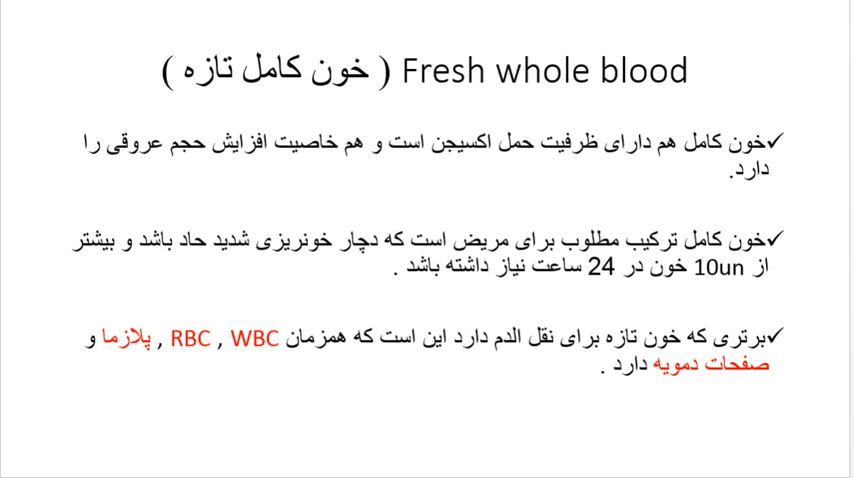 Fresh whole blood ( خون کامل تازه )
✓خون کامل هم دارای ظرفیت حمل اکسیجن است و هم خاصیت افزایش حجم عروقی را
دارد.
✓خون کامل ترکیب مطلوب برای مریض است که دچار خونریزی شدید حاد باشد و بیشتر
از 10un خون در 24 ساعت نیاز داشته باشد .
✓برتری که خون تازه برای نقل الدم دارد این است که همزمان RBC , WBC , پلازما و
صفحات دمویه دارد .